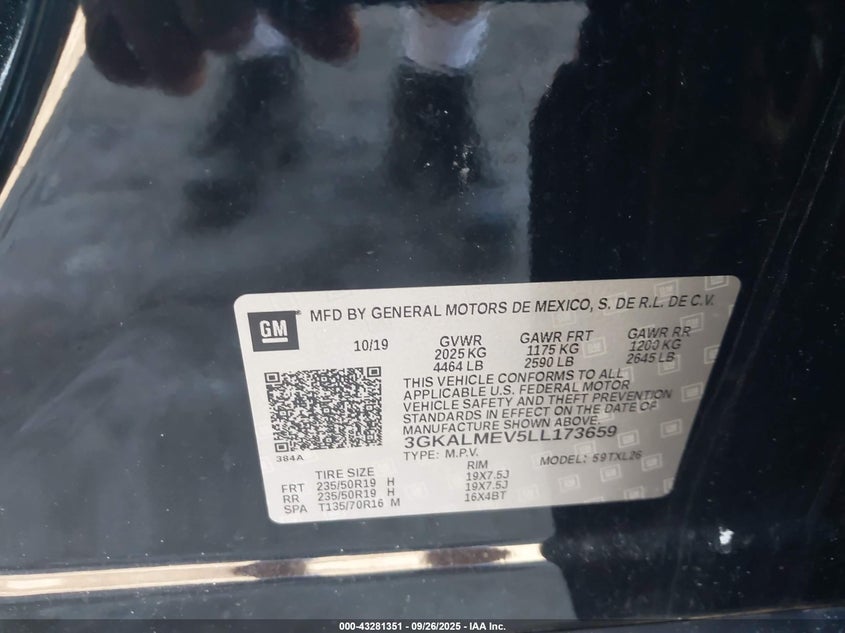 GM
MFD BY GENERAL MOTORS DE MEXICO, S. DE R.L. DE C.V.
10/19 GVWR GAWR FRT GAWR RR
2025 KG 1175 KG 1200 KG
4464 LB 2590 LB 2645 LB
THIS VEHICLE CONFORMS TO ALL
APPLICABLE U.S. FEDERAL MOTOR
VEHICLE SAFETY AND THEFT PREVENTION
STANDARDS IN EFFECT ON THE DATE OF
MANUFACTURE SHOWN ABOVE.
3GKALMEV5LL173659
384A
TYPE: M.P.V. MODEL: 59TXL26
TIRE SIZE RIM
FRT 235/50R19 H 19X7.5J
RR 235/50R19 H 19X7.5J
SPA T135/70R16 M 16X4BT
000-43281351 | 09/26/2025 | IAA Inc.